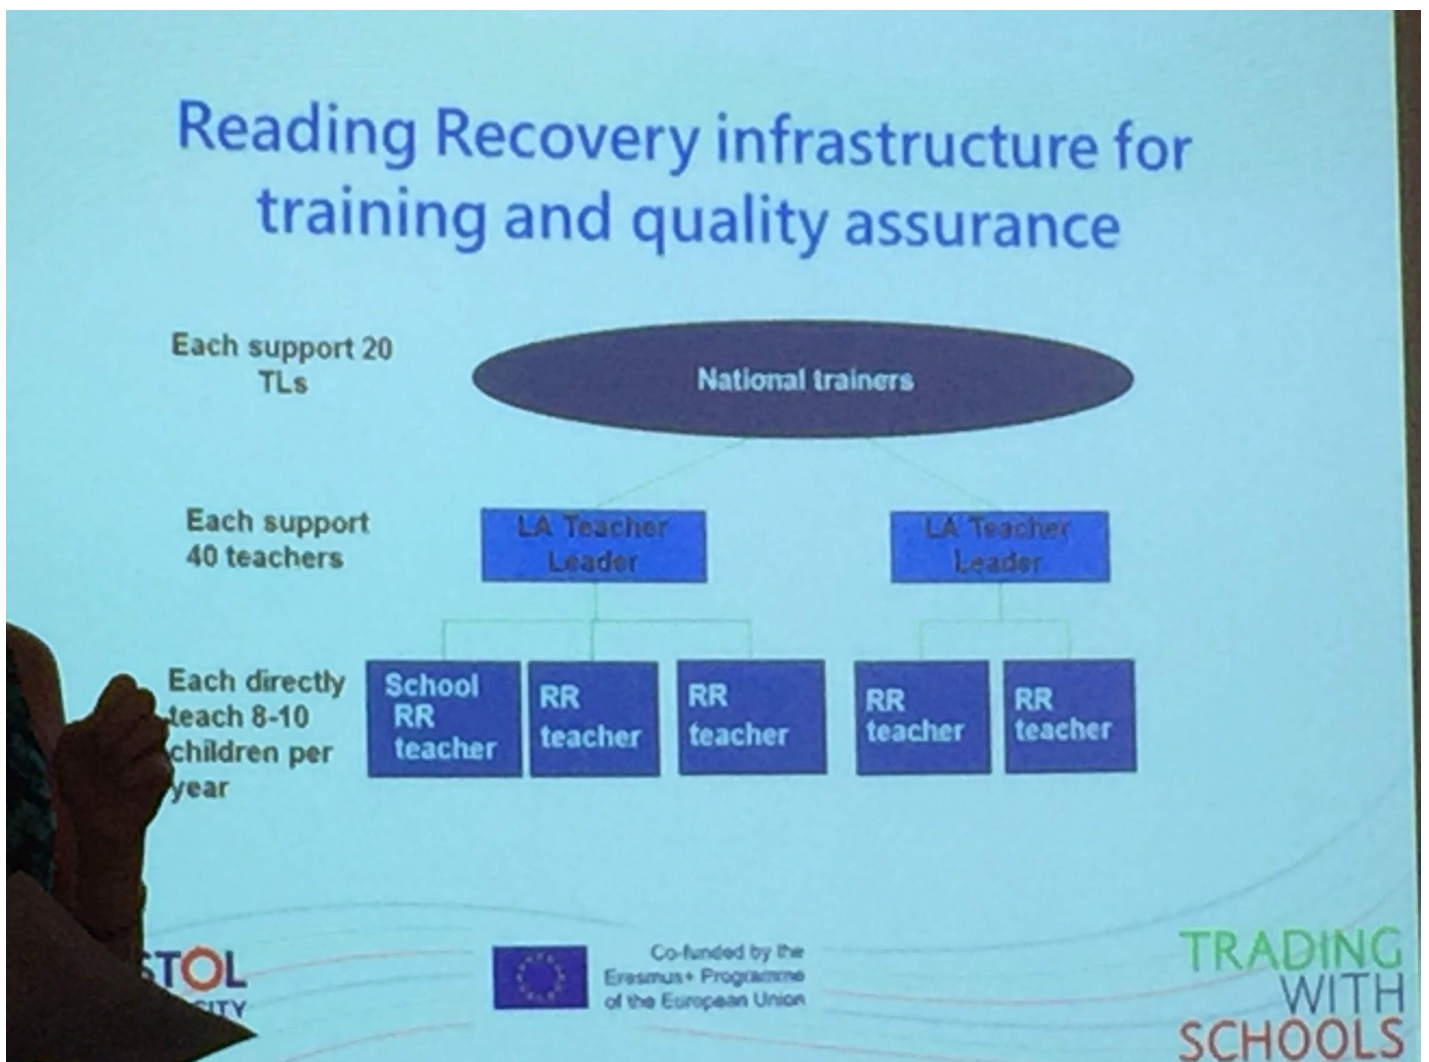 Reading Recovery infrastructure for
training and quality assurance
Each support 20
TLs
National trainers
Each support
40 teachers
LA Teacher
Leader
LA Teacher
Leader
Each directly
teach 8-10
children per
year
School
RR
teacher
RR
teacher
RR
teacher
RR
teacher
RR
teacher
STOL
SITY
Co-funded by the
Erasmus+ Programme
of the European Union
TRADING
WITH
SCHOOLS